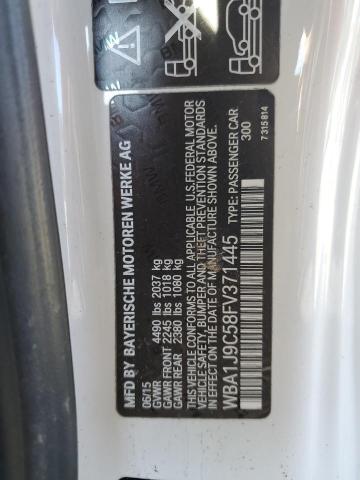 MFD BY BAYERISCHE MOTOREN WERKE AG
06/15
GVWR 4490 lbs 2037 kg
GAWR FRONT 2245 lbs 1018 kg
GAWR REAR 2380 lbs 1080 kg
THIS VEHICLE CONFORMS TO ALL APPLICABLE U.S.FEDERAL MOTOR
VEHICLE SAFETY, BUMPER AND THEFT PREVENTION STANDARDS
IN EFFECT ON THE DATE OF MANUFACTURE SHOWN ABOVE.
WBA1J9C58FV371445 TYPE: PASSENGER CAR
300
7315814